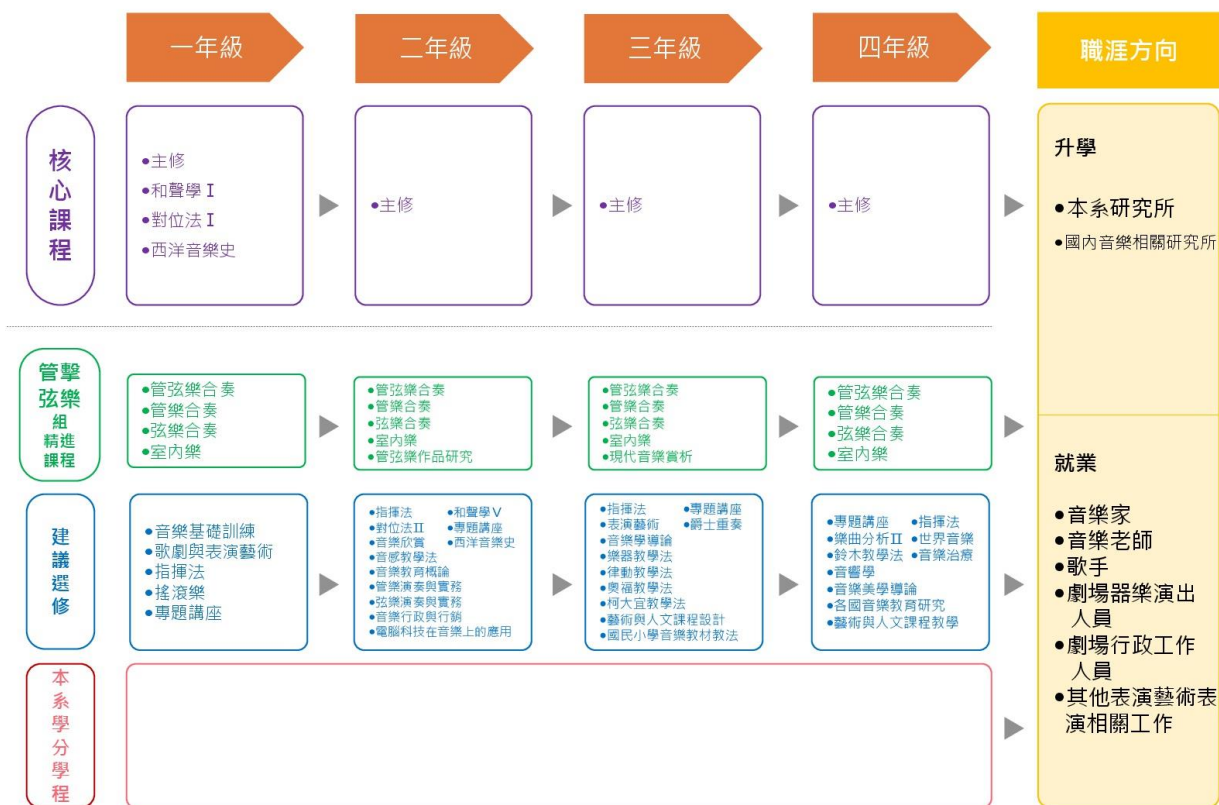 一年級
二年級
三年級
四年級
職涯方向
核
心
課
程
●主修
●和聲學Ⅰ
●對位法Ⅰ
●西洋音樂史
●主修
●主修
●主修
升學
●本系研究所
●國內音樂相關研究所
管擊
弦樂
組
精進
課程
●管弦樂合奏
●管樂合奏
●弦樂合奏
●室內樂
●管弦樂合奏
●管樂合奏
●弦樂合奏
●室內樂
●管弦樂作品研究
●管弦樂合奏
●管樂合奏
●弦樂合奏
●室內樂
●現代音樂賞析
●管弦樂合奏
●管樂合奏
●弦樂合奏
●室內樂
建
議
選
修
●音樂基礎訓練
●歌劇與表演藝術
●指揮法
●搖滾樂
●專題講座
●指揮法 ●和聲學Ⅴ
●對位法Ⅱ ●專題講座
●音樂欣賞 ●西洋音樂史
●音感教學法
●音樂教育概論
●管樂演奏與實務
●弦樂演奏與實務
●音樂行政與行銷
●電腦科技在音樂上的應用
●指揮法 ●專題講座
●表演藝術 ●爵士重奏
●音樂學導論
●樂器教學法
●律動教學法
●奧福教學法
●柯大宜教學法
●藝術與人文課程設計
●國民小學音樂教材教法
●專題講座 ●指揮法
●樂曲分析Ⅱ ●世界音樂
●鈴木教學法 ●音樂治療
●音響學
●音樂美學導論
●各國音樂教育研究
●藝術與人文課程教學
就業
●音樂家
●音樂老師
●歌手
●劇場器樂演出
人員
●劇場行政工作
人員
●其他表演藝術表
演相關工作
本
系
學
分
學
程